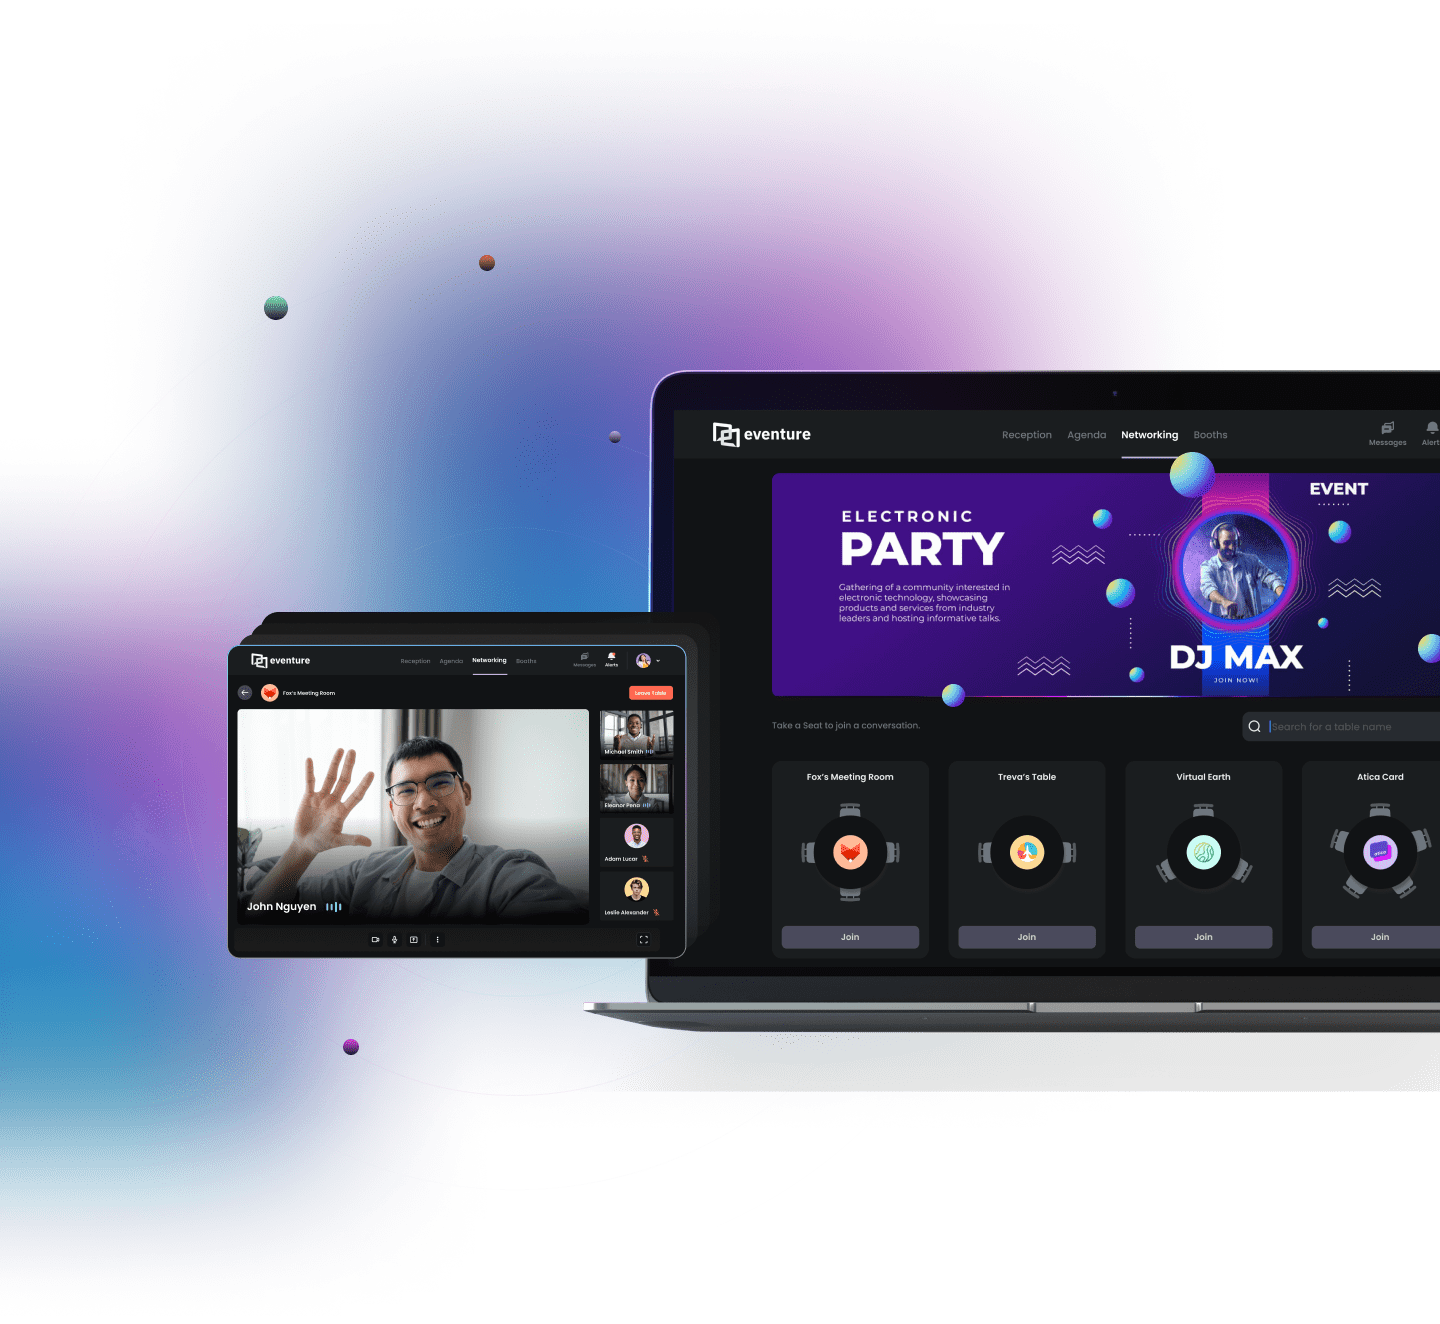 eventure
Reception Agenda Networking Booths
Messages Alert
ELECTRONIC
PARTY
Gathering of a community interested in
electronic technology, showcasing
products and services from industry
leaders and hosting informative talks.
EVENT
DJ MAX
JOIN NOW!
Take a Seat to join a conversation.
Search for a table name
Fox's Meeting Room
Treva's Table
Virtual Earth
Atica Card
atica
Join
Join
Join
Join
eventure
Reception Agenda Networking Booths
Messages Alerts
Fox's Meeting Room
Leave Table
John Nguyen
Michael Smith
Eleanor Pena
Adam Lucar
Leslie Alexander